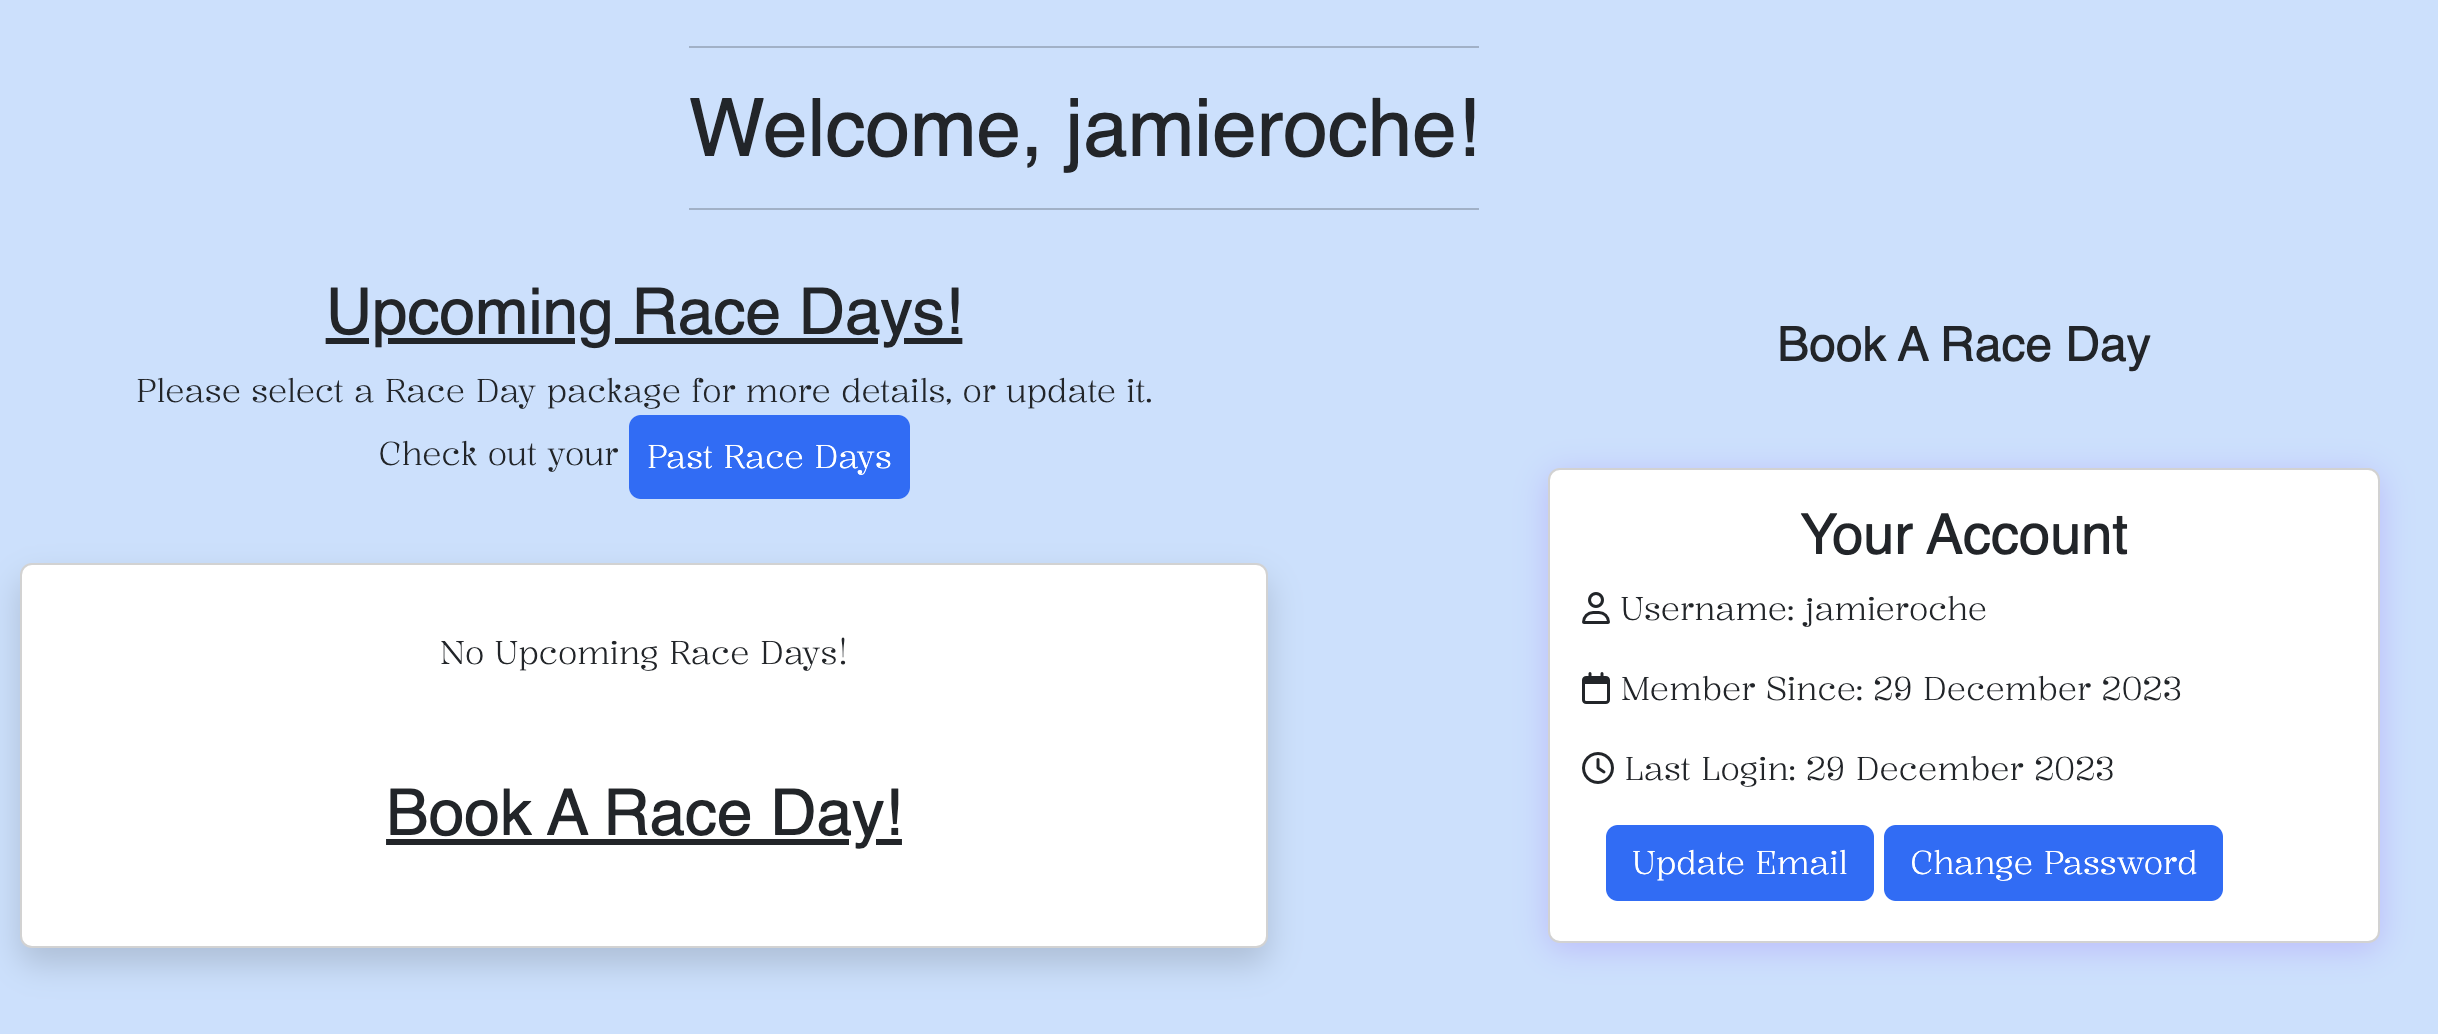 Welcome, jamieroche!
Upcoming Race Days!
Please select a Race Day package for more details, or update it.
Check out your Past Race Days
No Upcoming Race Days!
Book A Race Day!
Book A Race Day
Your Account
Username: jamieroche
Member Since: 29 December 2023
Last Login: 29 December 2023
Update Email Change Password